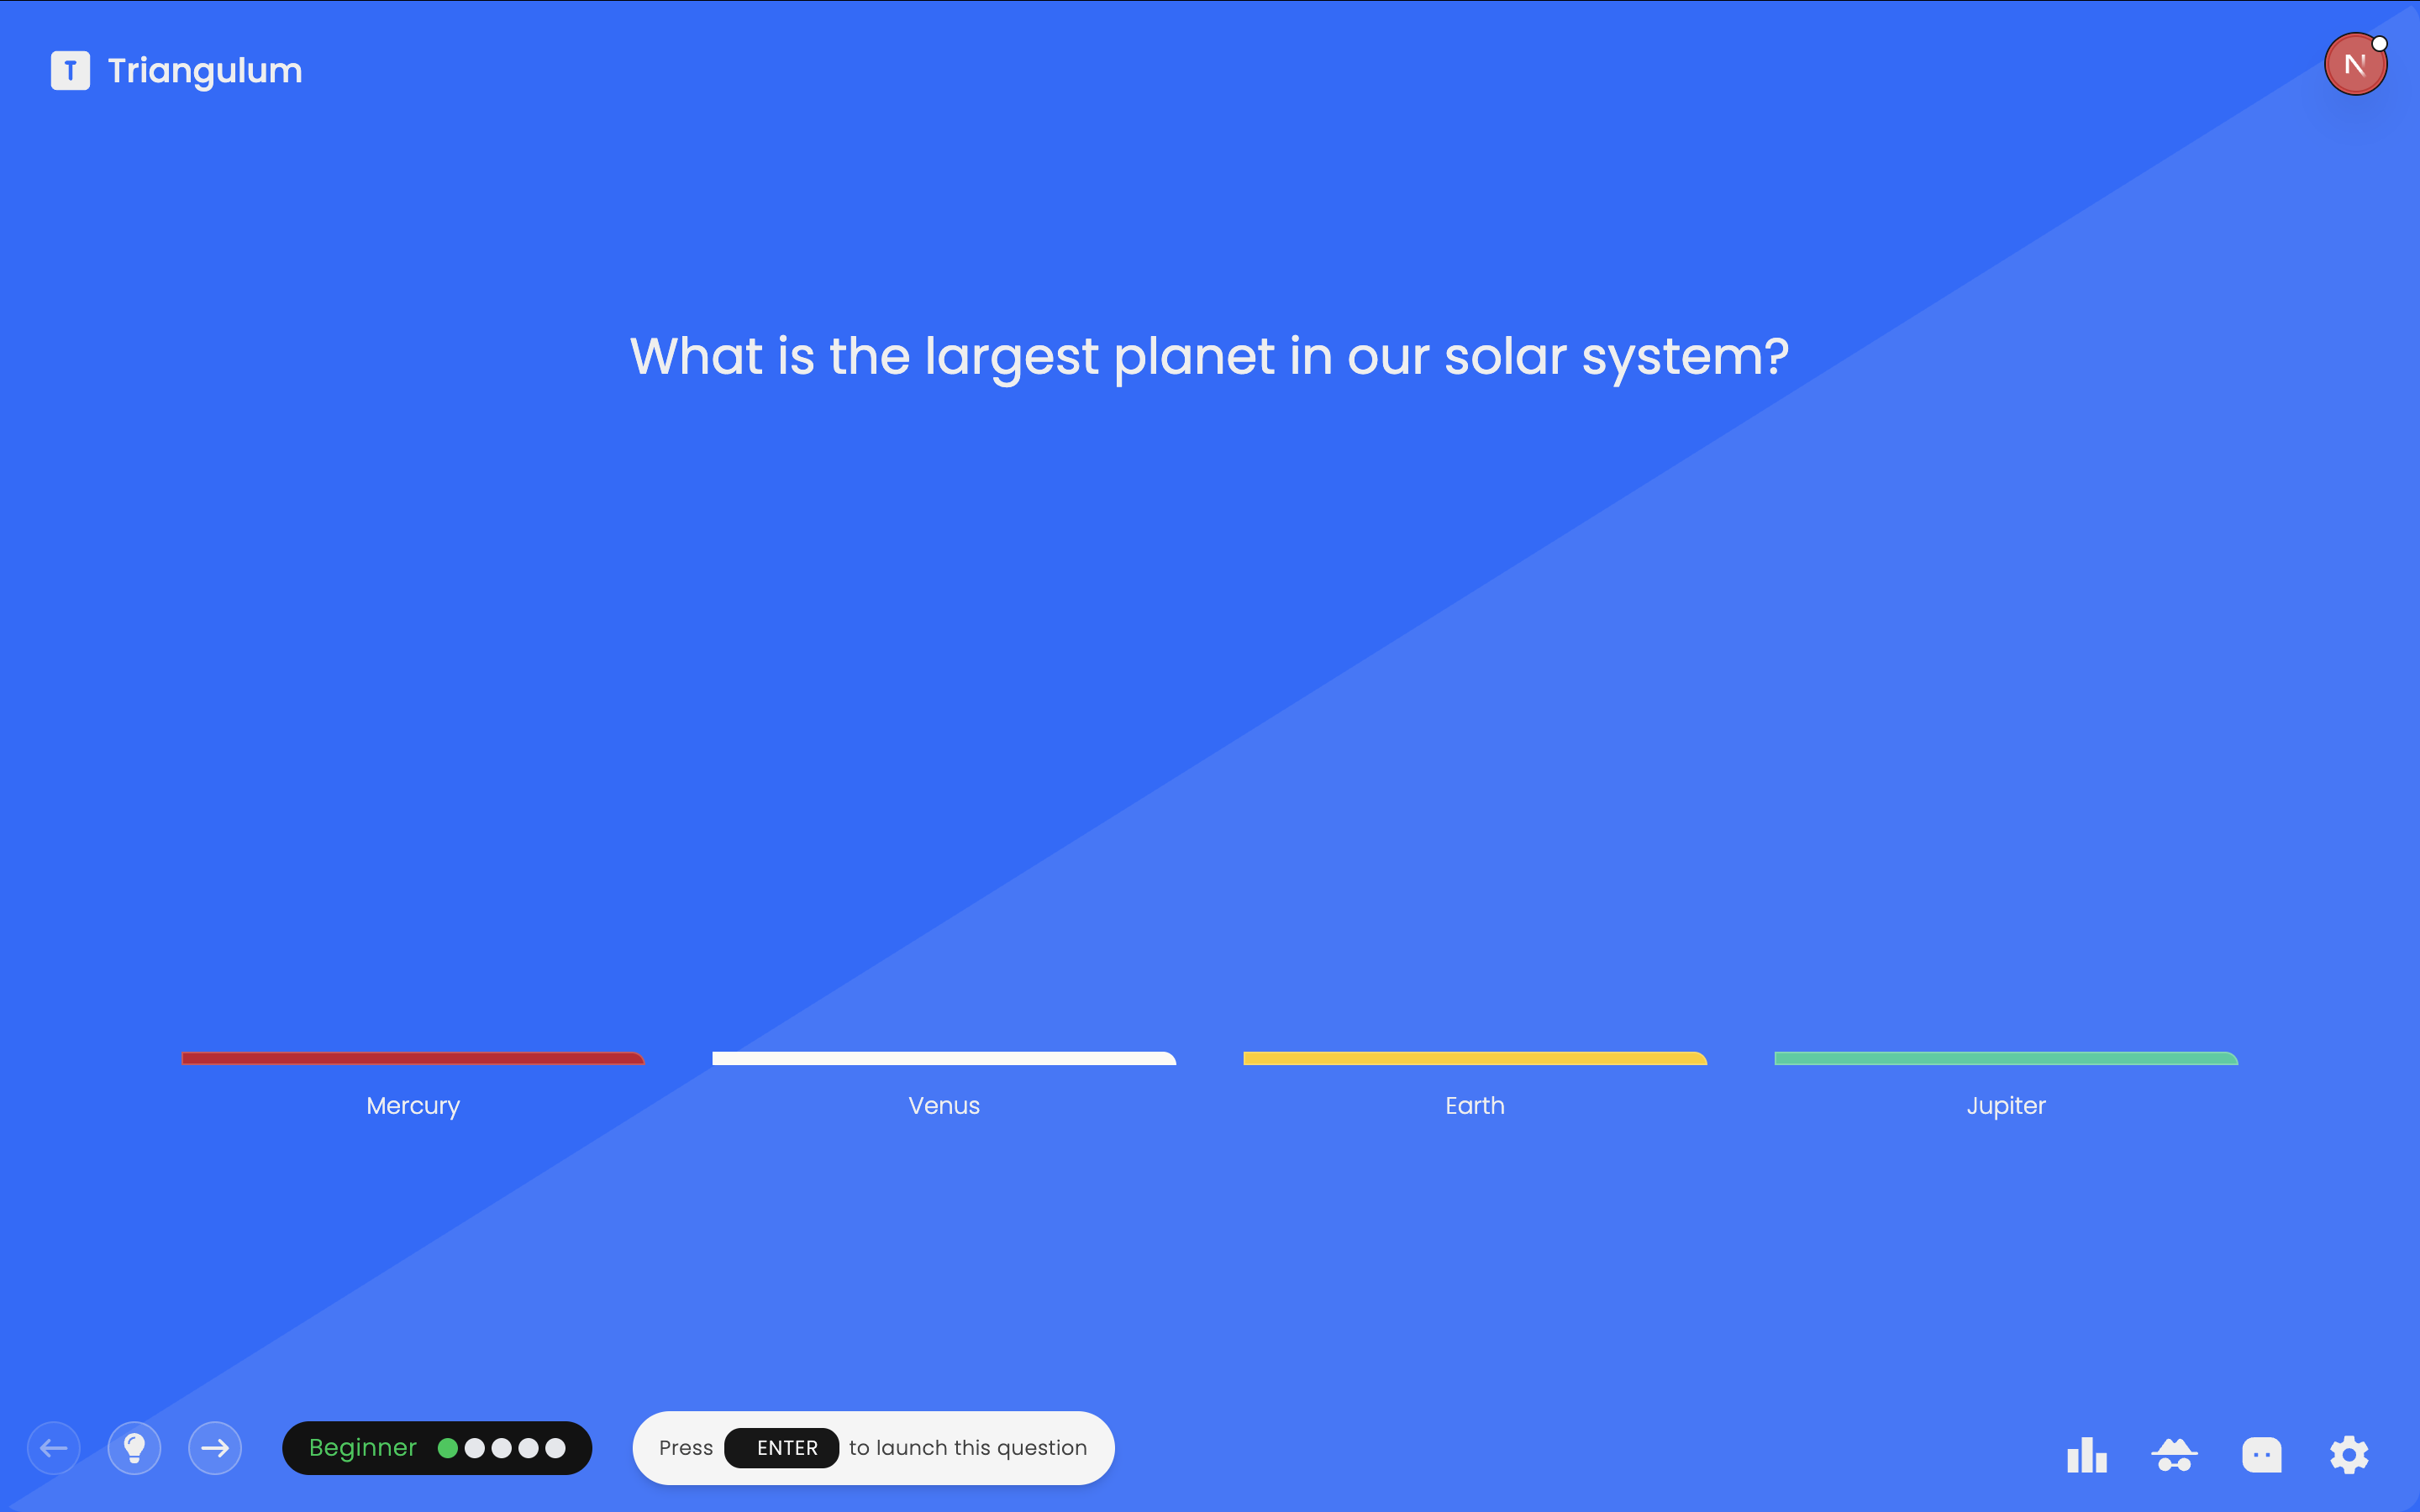 T Triangulum
N
What is the largest planet in our solar system?
Mercury Venus Earth Jupiter
Beginner Press ENTER to launch this question